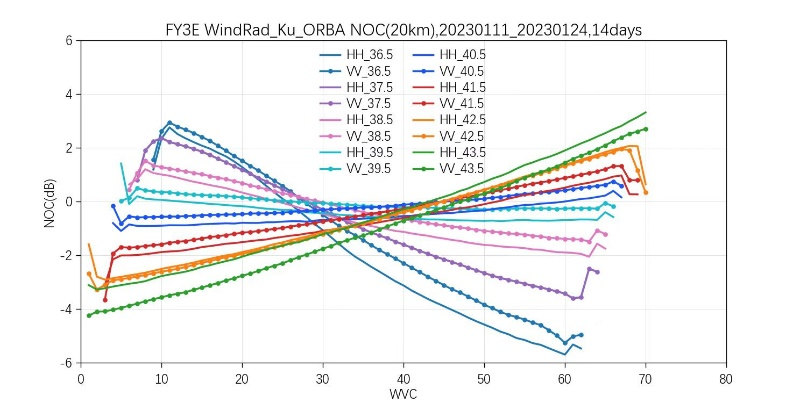 FY3E WindRad_Ku_ORBA NOC(20km),20230111_20230124,14days
HH_36.5 HH_40.5
VV_36.5 VV_40.5
HH_37.5 HH_41.5
VV_37.5 VV_41.5
HH_38.5 HH_42.5
VV_38.5 VV_42.5
HH_39.5 HH_43.5
VV_39.5 VV_43.5
NOC(dB)
6
4
2
0
-2
-4
-6
0 10 20 30 40 50 60 70 80
WVC